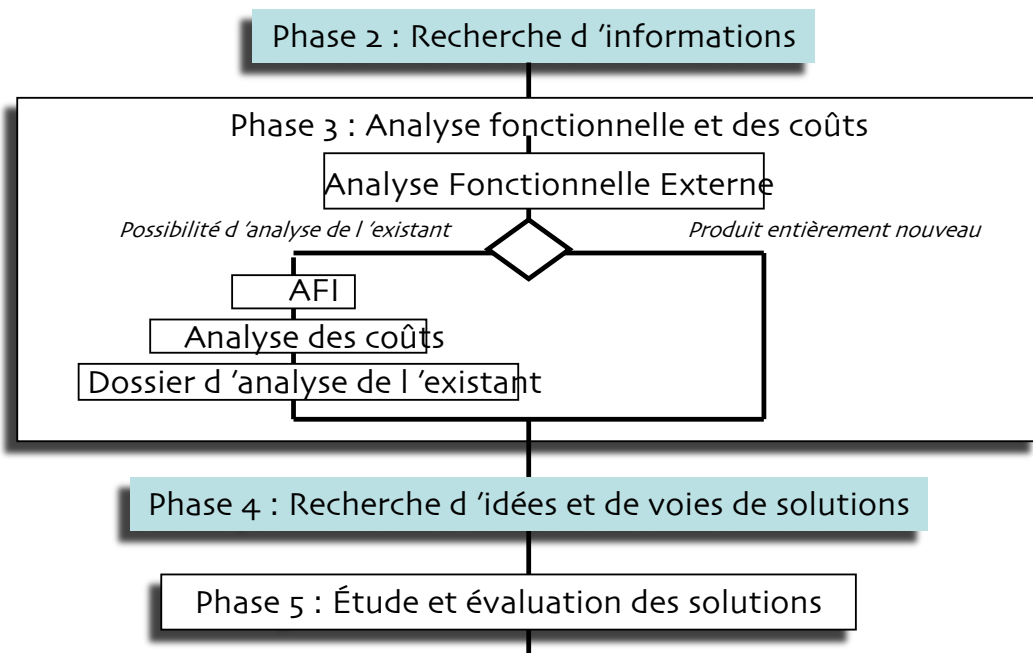 Phase 2 : Recherche d ’informations
Phase 3 : Analyse fonctionnelle et des coûts
Analyse Fonctionnelle Externe
Possibilité d ’analyse de l ’existant
Produit entièrement nouveau
AFI
Analyse des coûts
Dossier d ’analyse de l ’existant
Phase 4 : Recherche d ’idées et de voies de solutions
Phase 5 : Étude et évaluation des solutions